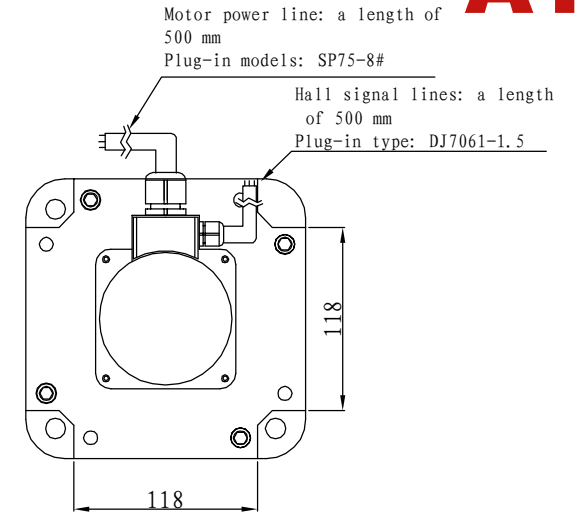 Motor power line: a length of
500 mm
Plug-in models: SP75-8#
Hall signal lines: a length
of 500 mm
Plug-in type: DJ7061-1.5
118
118